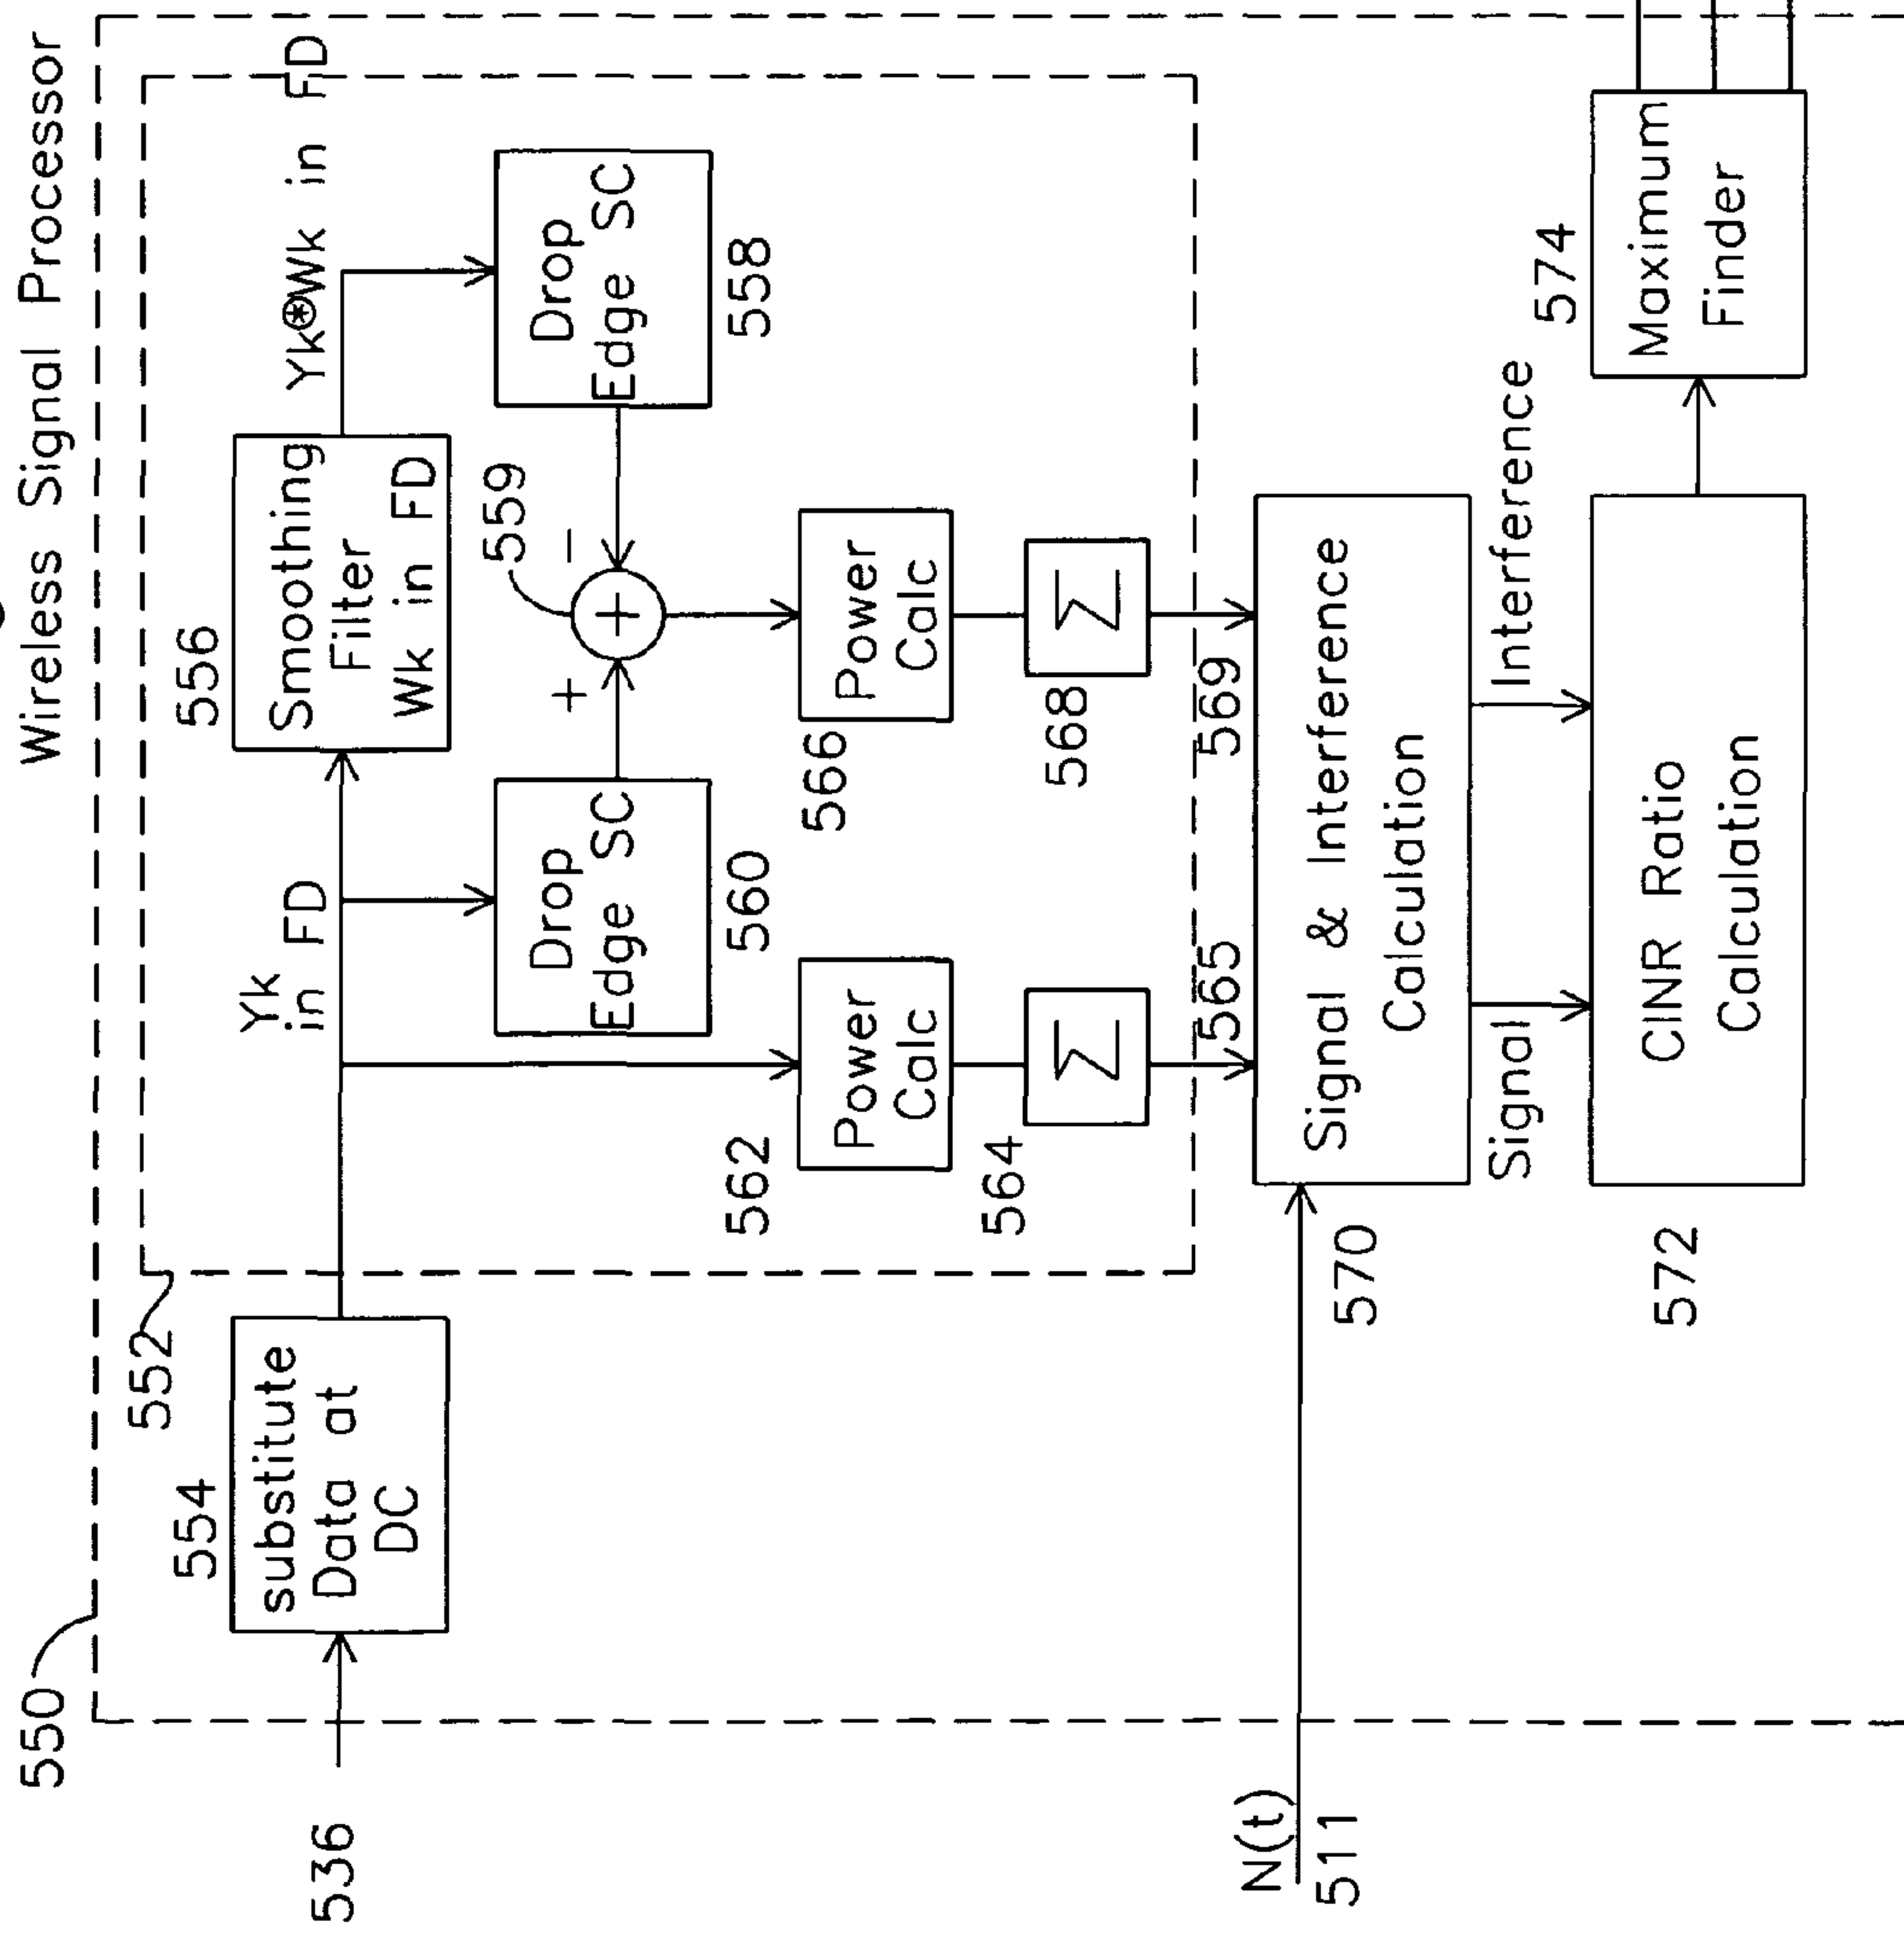 Wireless Signal Processor
550
552
536
554
substitute
Data at
DC
Yk
in FD
556
Smoothing
Filter
Wk in FD
Yk⊛Wk in FD
560
Drop
Edge SC
+
559
+
−
558
Drop
Edge SC
562
Power
Calc
566
Power
Calc
564
Σ
568
Σ
565
569
N(t)
511
570
Signal & Interference
Calculation
Signal
Interference
572
CINR Ratio
Calculation
574
Maximum
Finder